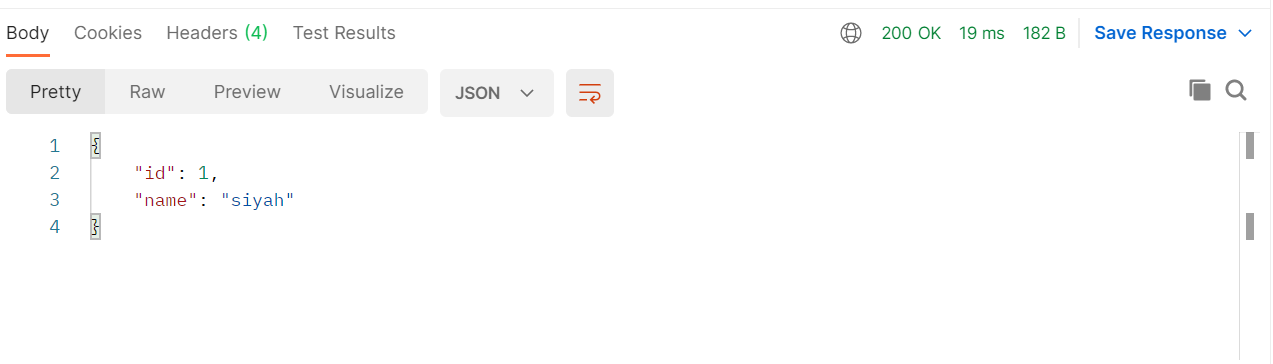 Body Cookies Headers (4) Test Results 200 OK 19 ms 182 B Save Response
Pretty Raw Preview Visualize JSON
1 {
2 "id": 1,
3 "name": "siyah"
4 }